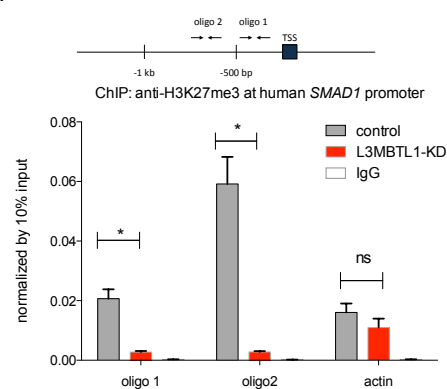 oligo 2 oligo 1 TSS
-1 kb -500 bp
ChIP: anti-H3K27me3 at human SMAD1 promoter
normalized by 10% input
0.08
0.06
0.04
0.02
0.00
control
L3MBTL1-KD
IgG
*
*
ns
oligo 1 oligo2 actin